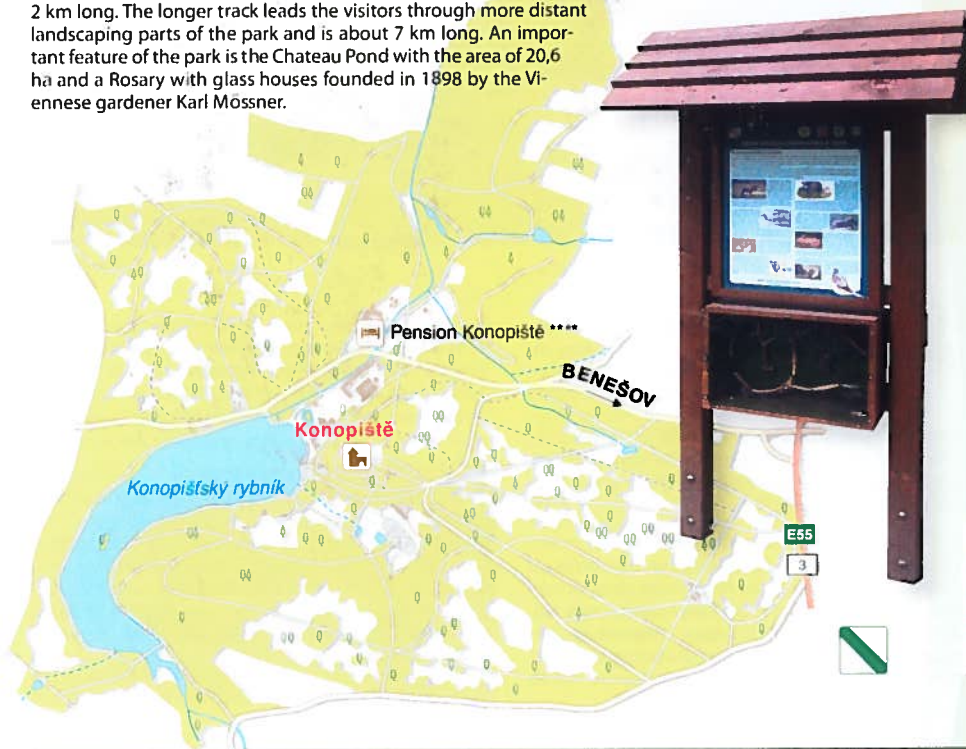 2 km long. The longer track leads the visitors through more distant
landscaping parts of the park and is about 7 km long. An impor-
tant feature of the park is the Chateau Pond with the area of 20,6
ha and a Rosary with glass houses founded in 1898 by the Vi-
ennese gardener Karl Mössner.
Pension Konopiště ****
BENEŠOV
Konopiště
Konopišťský rybník
E55
3